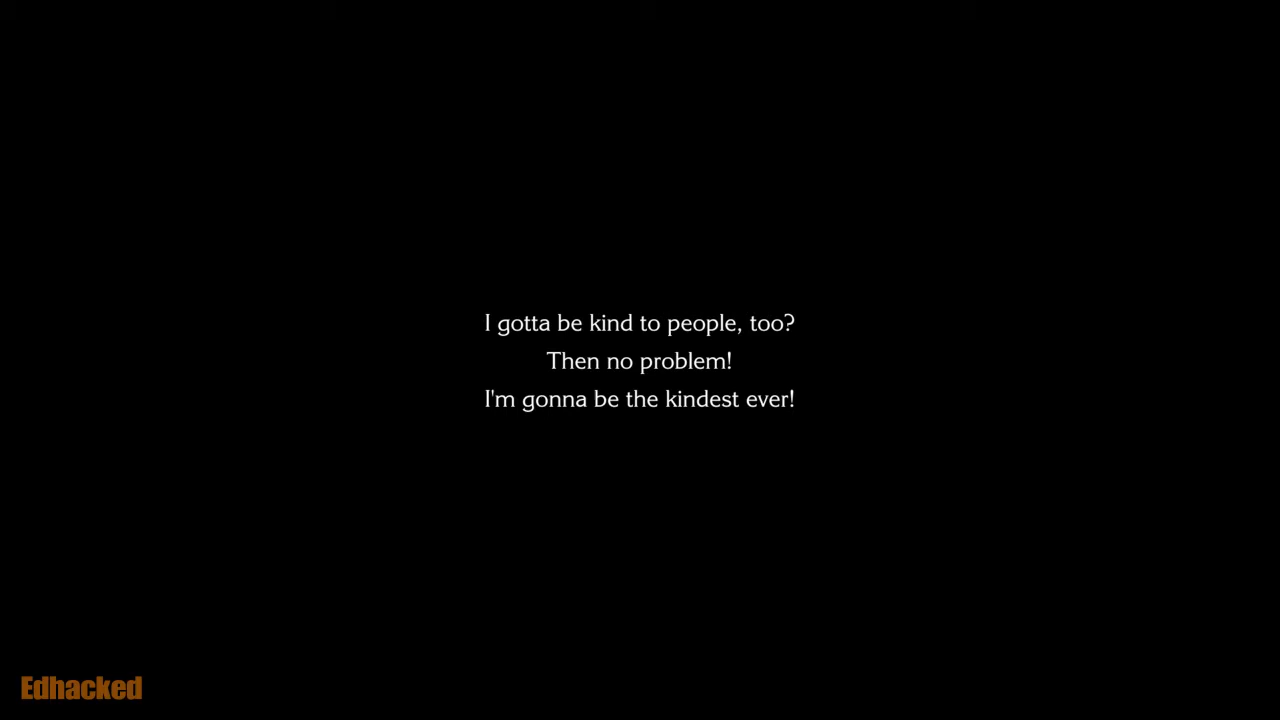 I gotta be kind to people, too?
Then no problem!
I'm gonna be the kindest ever!
Edhacked